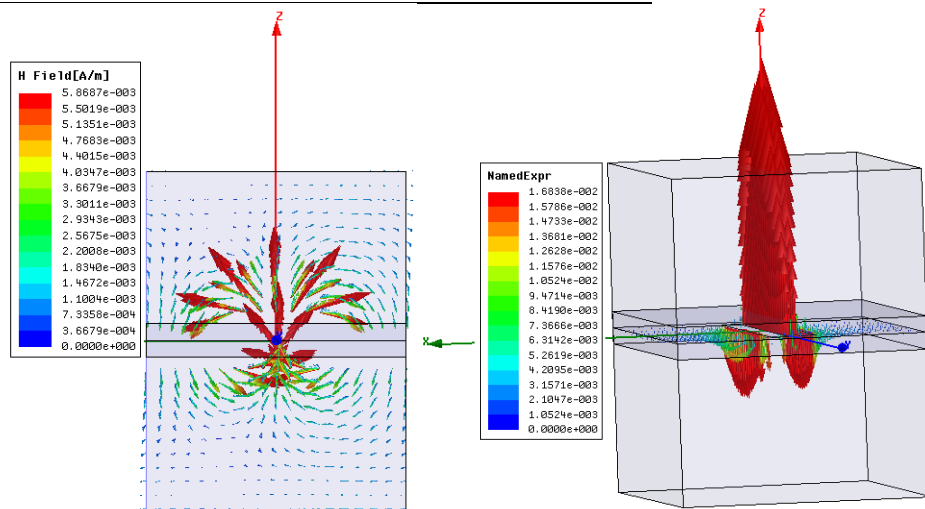 Z
H Field[A/m]
5.8687e-003
5.5019e-003
5.1351e-003
4.7683e-003
4.4015e-003
4.0347e-003
3.6679e-003
3.3011e-003
2.9343e-003
2.5675e-003
2.2008e-003
1.8340e-003
1.4672e-003
1.1004e-003
7.3358e-004
3.6679e-004
0.0000e+000
X
Z
NamedExpr
1.6838e-002
1.5786e-002
1.4733e-002
1.3681e-002
1.2628e-002
1.1576e-002
1.0524e-002
9.4714e-003
8.4190e-003
7.3666e-003
6.3142e-003
5.2619e-003
4.2095e-003
3.1571e-003
2.1047e-003
1.0524e-003
0.0000e+000